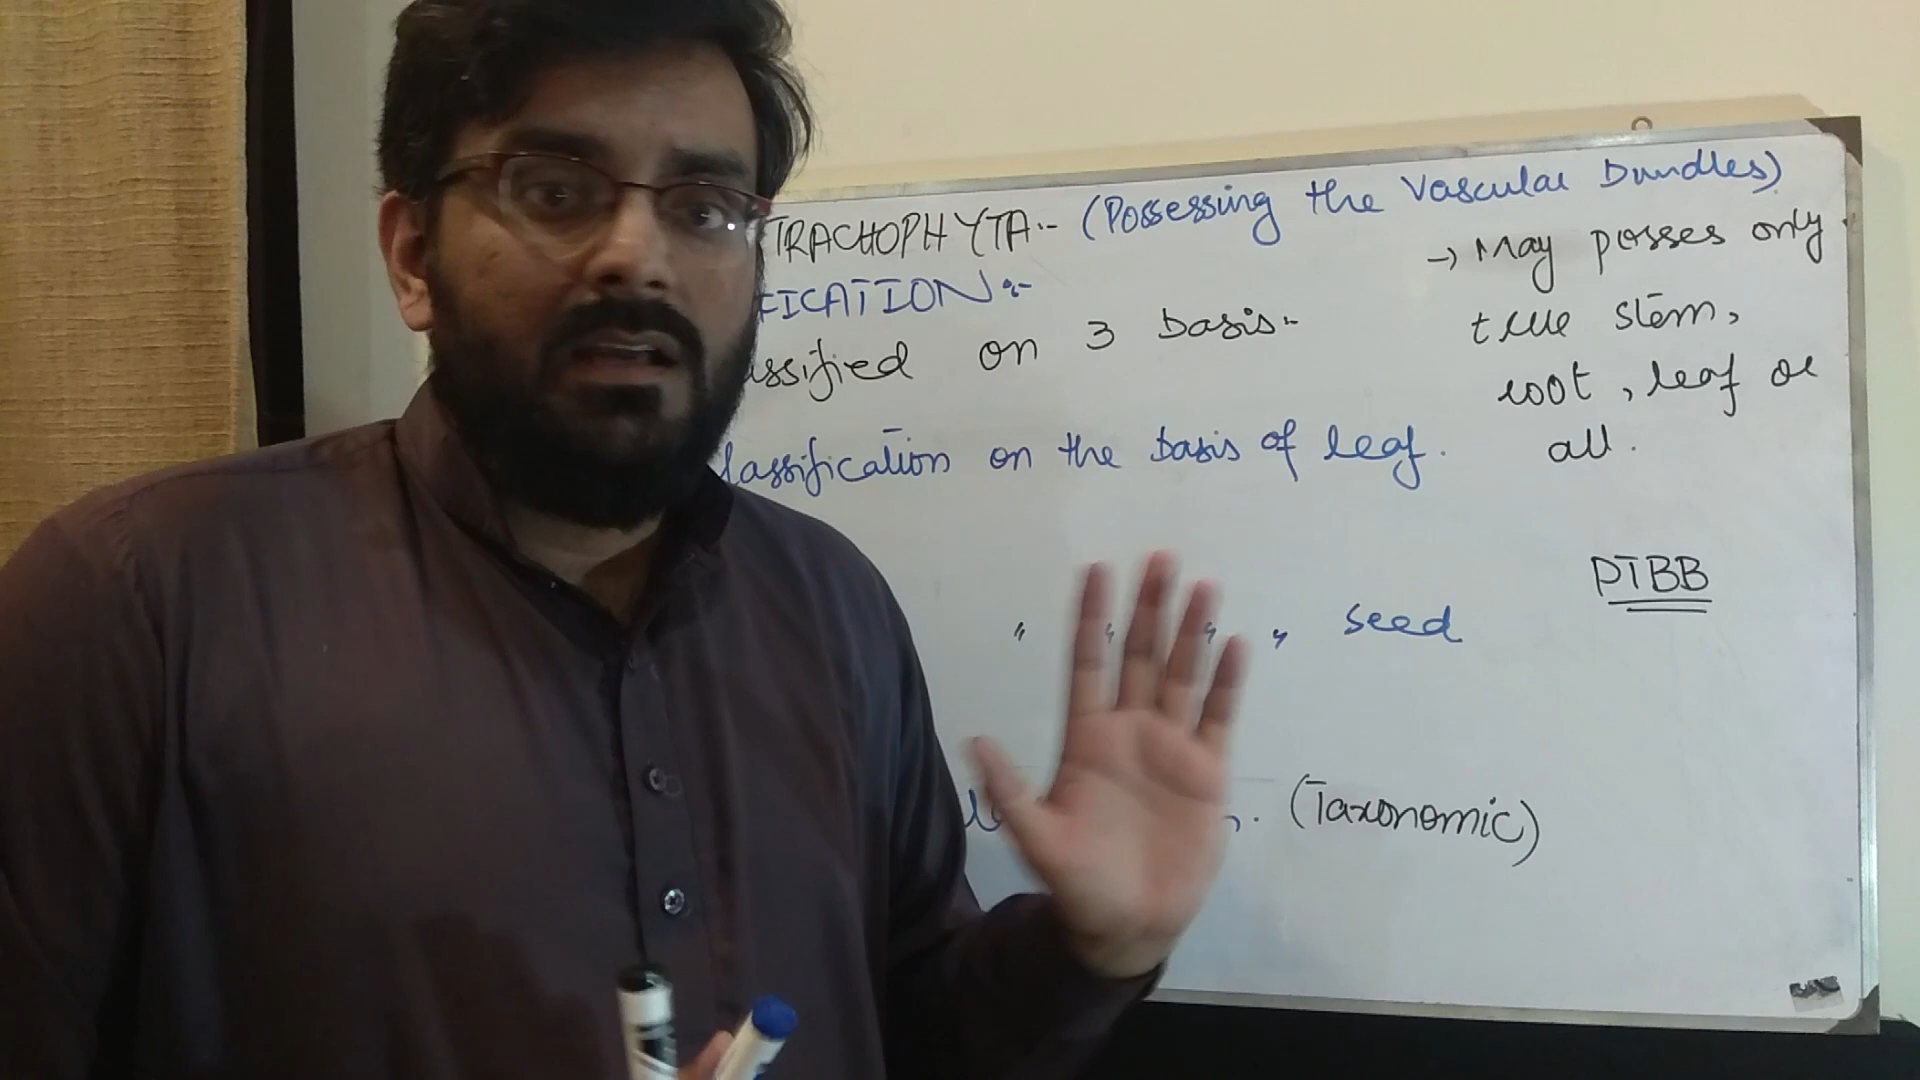 TRACHOPHYTA:- (Possessing the Vascular Bundles)
→ May posses only
FICATION:-
true stem,
assified on 3 basis:-
root, leaf or
all.
lassification on the basis of leaf.
PTBB
" " " " seed
(Taxonomic)